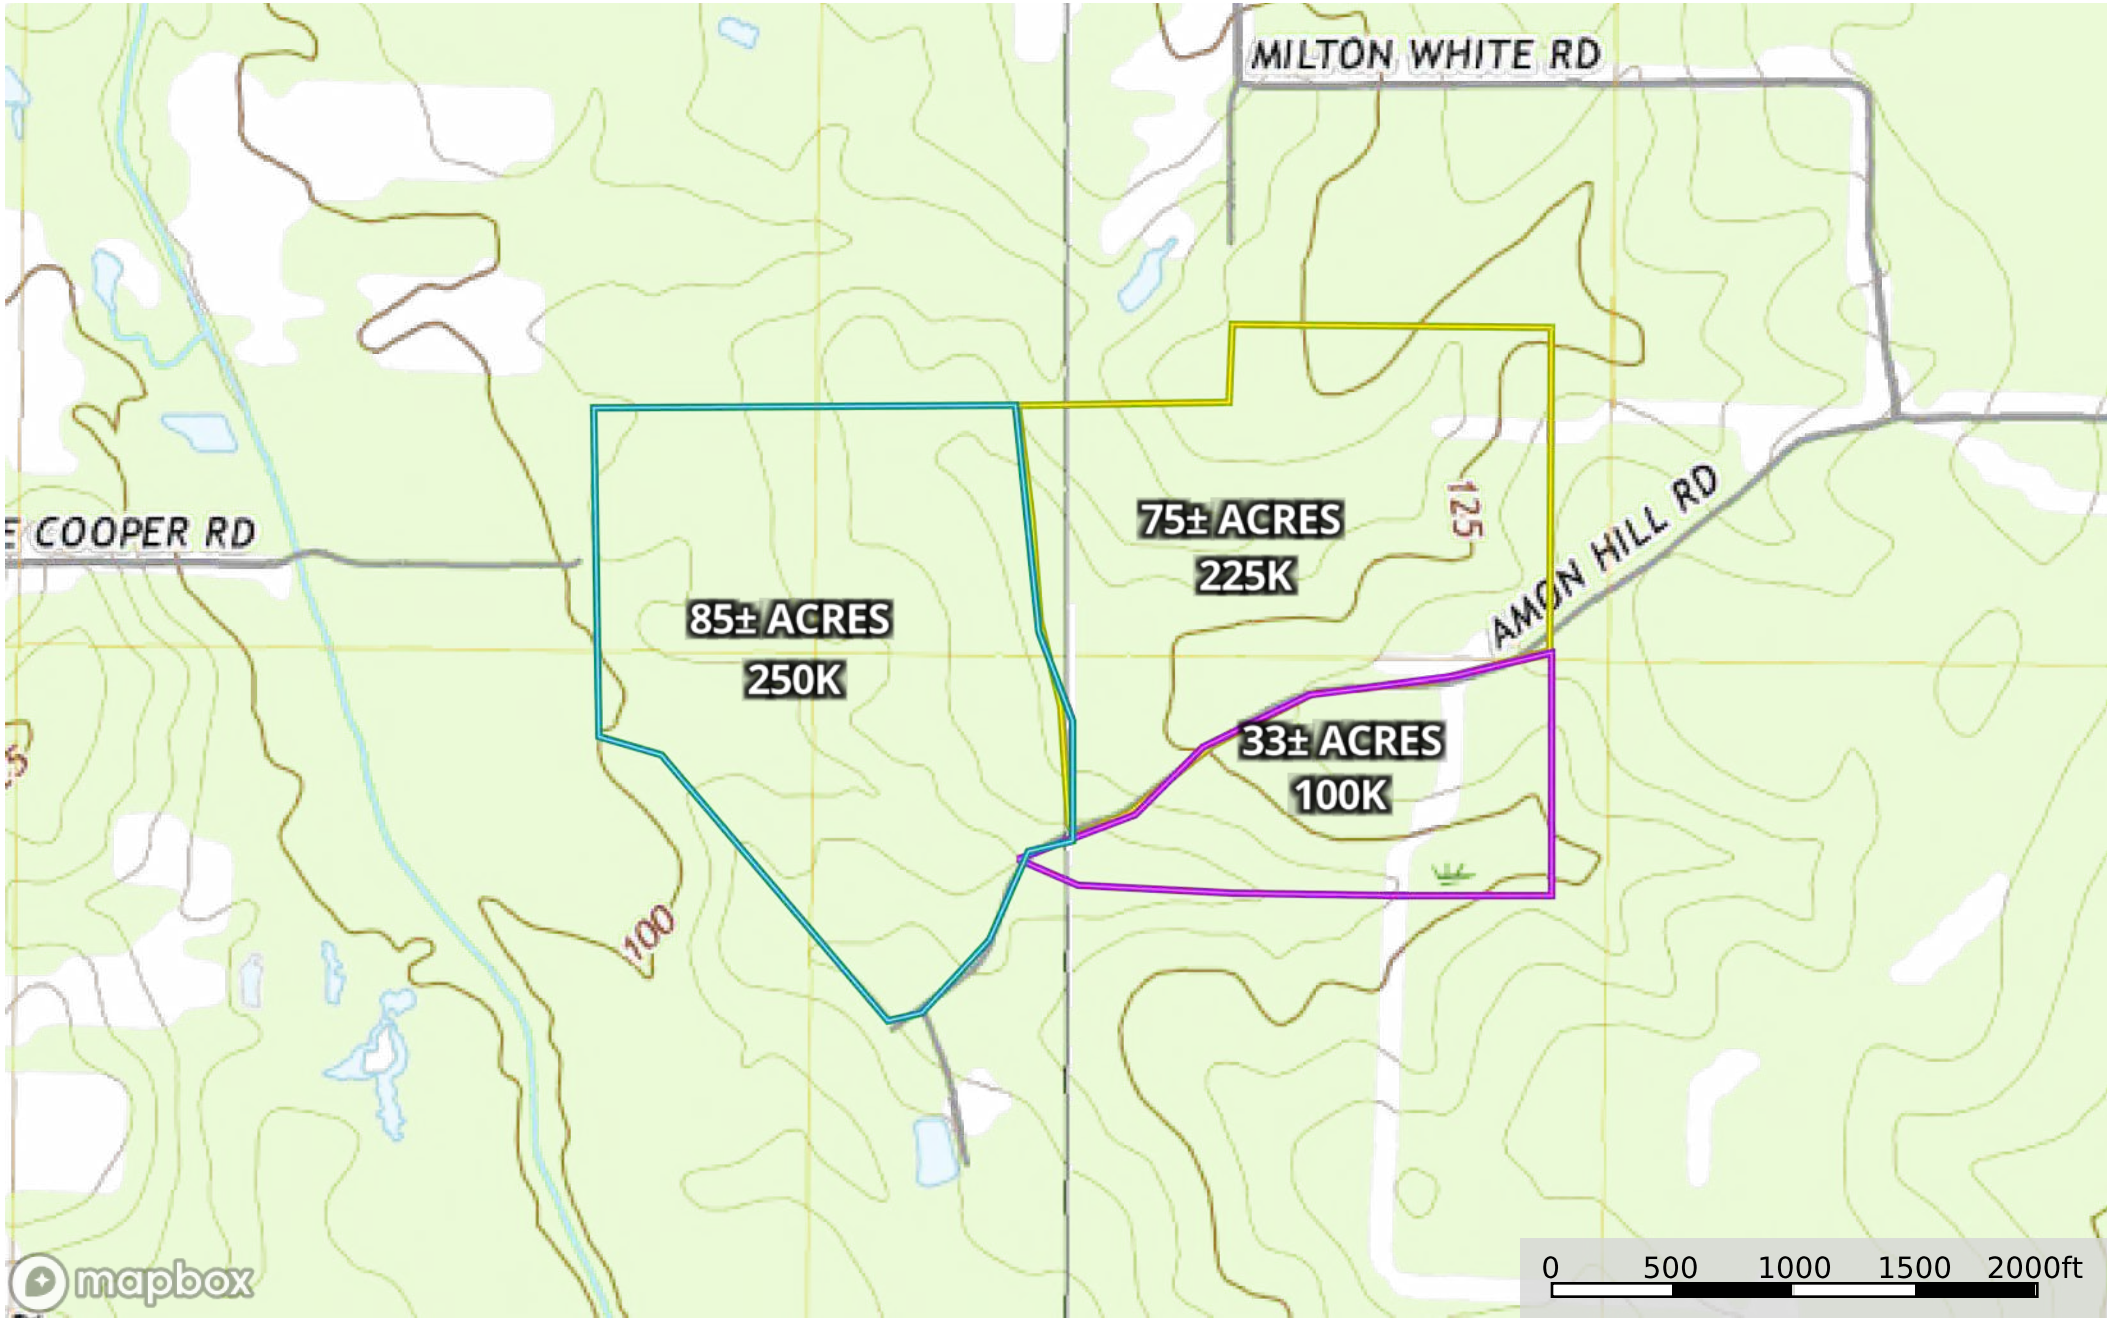 MILTON WHITE RD
E COOPER RD
75± ACRES
225K
125
AMON HILL RD
85± ACRES
250K
33± ACRES
100K
100
mapbox
0 500 1000 1500 2000ft